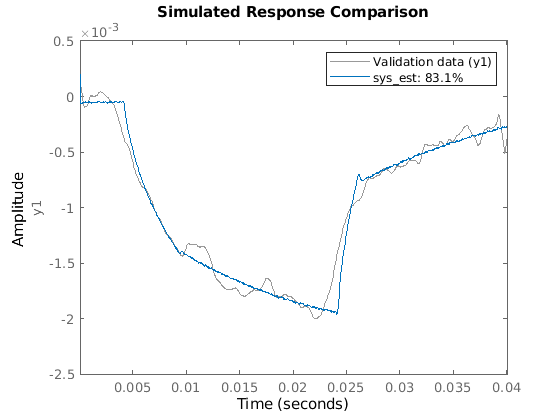 Simulated Response Comparison
×10⁻³
Validation data (y1)
sys_est: 83.1%
0.5
0
-0.5
-1
-1.5
-2
-2.5
Amplitude
y1
0.005 0.01 0.015 0.02 0.025 0.03 0.035 0.04
Time (seconds)